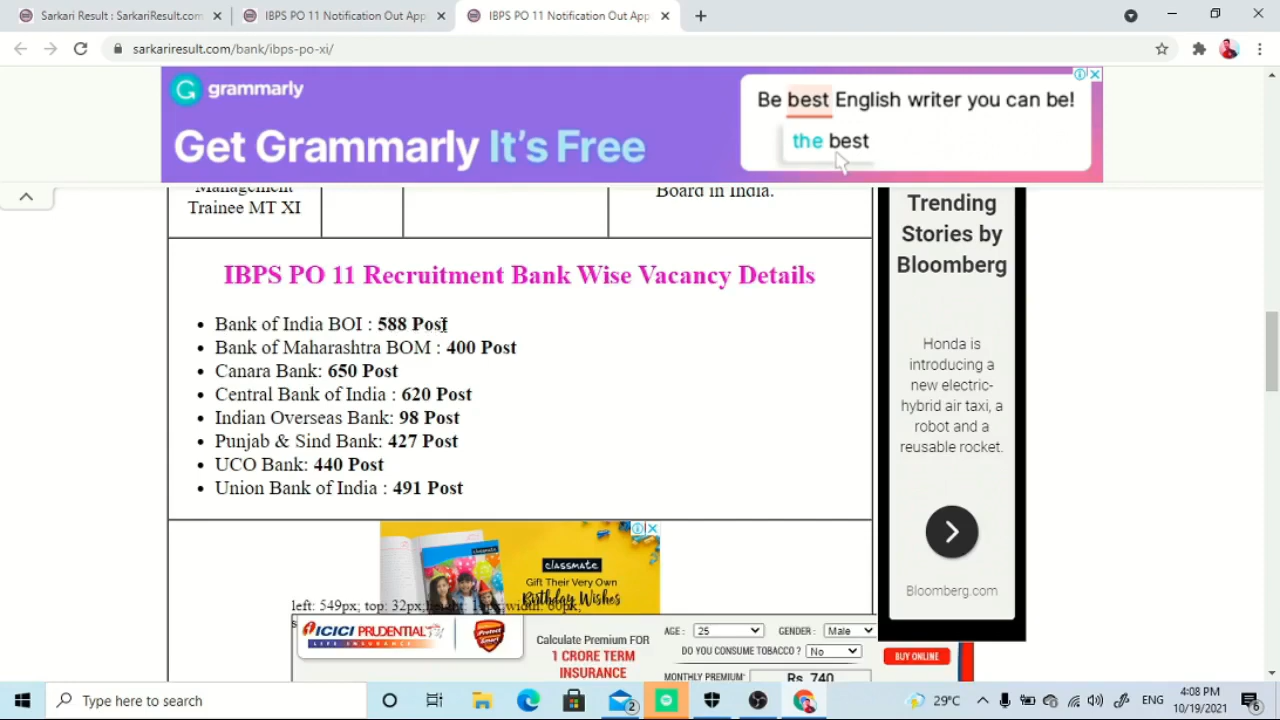 Sarkari Result : SarkariResult.com
IBPS PO 11 Notification Out App
IBPS PO 11 Notification Out App
sarkariresult.com/bank/ibps-po-xi/
grammarly
Get Grammarly It's Free
Be best English writer you can be!
the best
Management
Trainee MT XI
Board in India.
IBPS PO 11 Recruitment Bank Wise Vacancy Details
Bank of India BOI : 588 Post
Bank of Maharashtra BOM : 400 Post
Canara Bank: 650 Post
Central Bank of India : 620 Post
Indian Overseas Bank: 98 Post
Punjab & Sind Bank: 427 Post
UCO Bank: 440 Post
Union Bank of India : 491 Post
Trending
Stories by
Bloomberg
Honda is
introducing a
new electric-
hybrid air taxi, a
robot and a
reusable rocket.
Bloomberg.com
classmate
Gift Their Very Own
Birthday Wishes
left: 549px; top: 32px;
ICICI PRUDENTIAL
LIFE INSURANCE
Calculate Premium FOR
1 CRORE TERM
INSURANCE
AGE : 25 GENDER: Male
DO YOU CONSUME TOBACCO ? No
MONTHLY PREMIUM* Rs. 740
BUY ONLINE
Type here to search
2
29°C
ENG
4:08 PM
10/19/2021
6